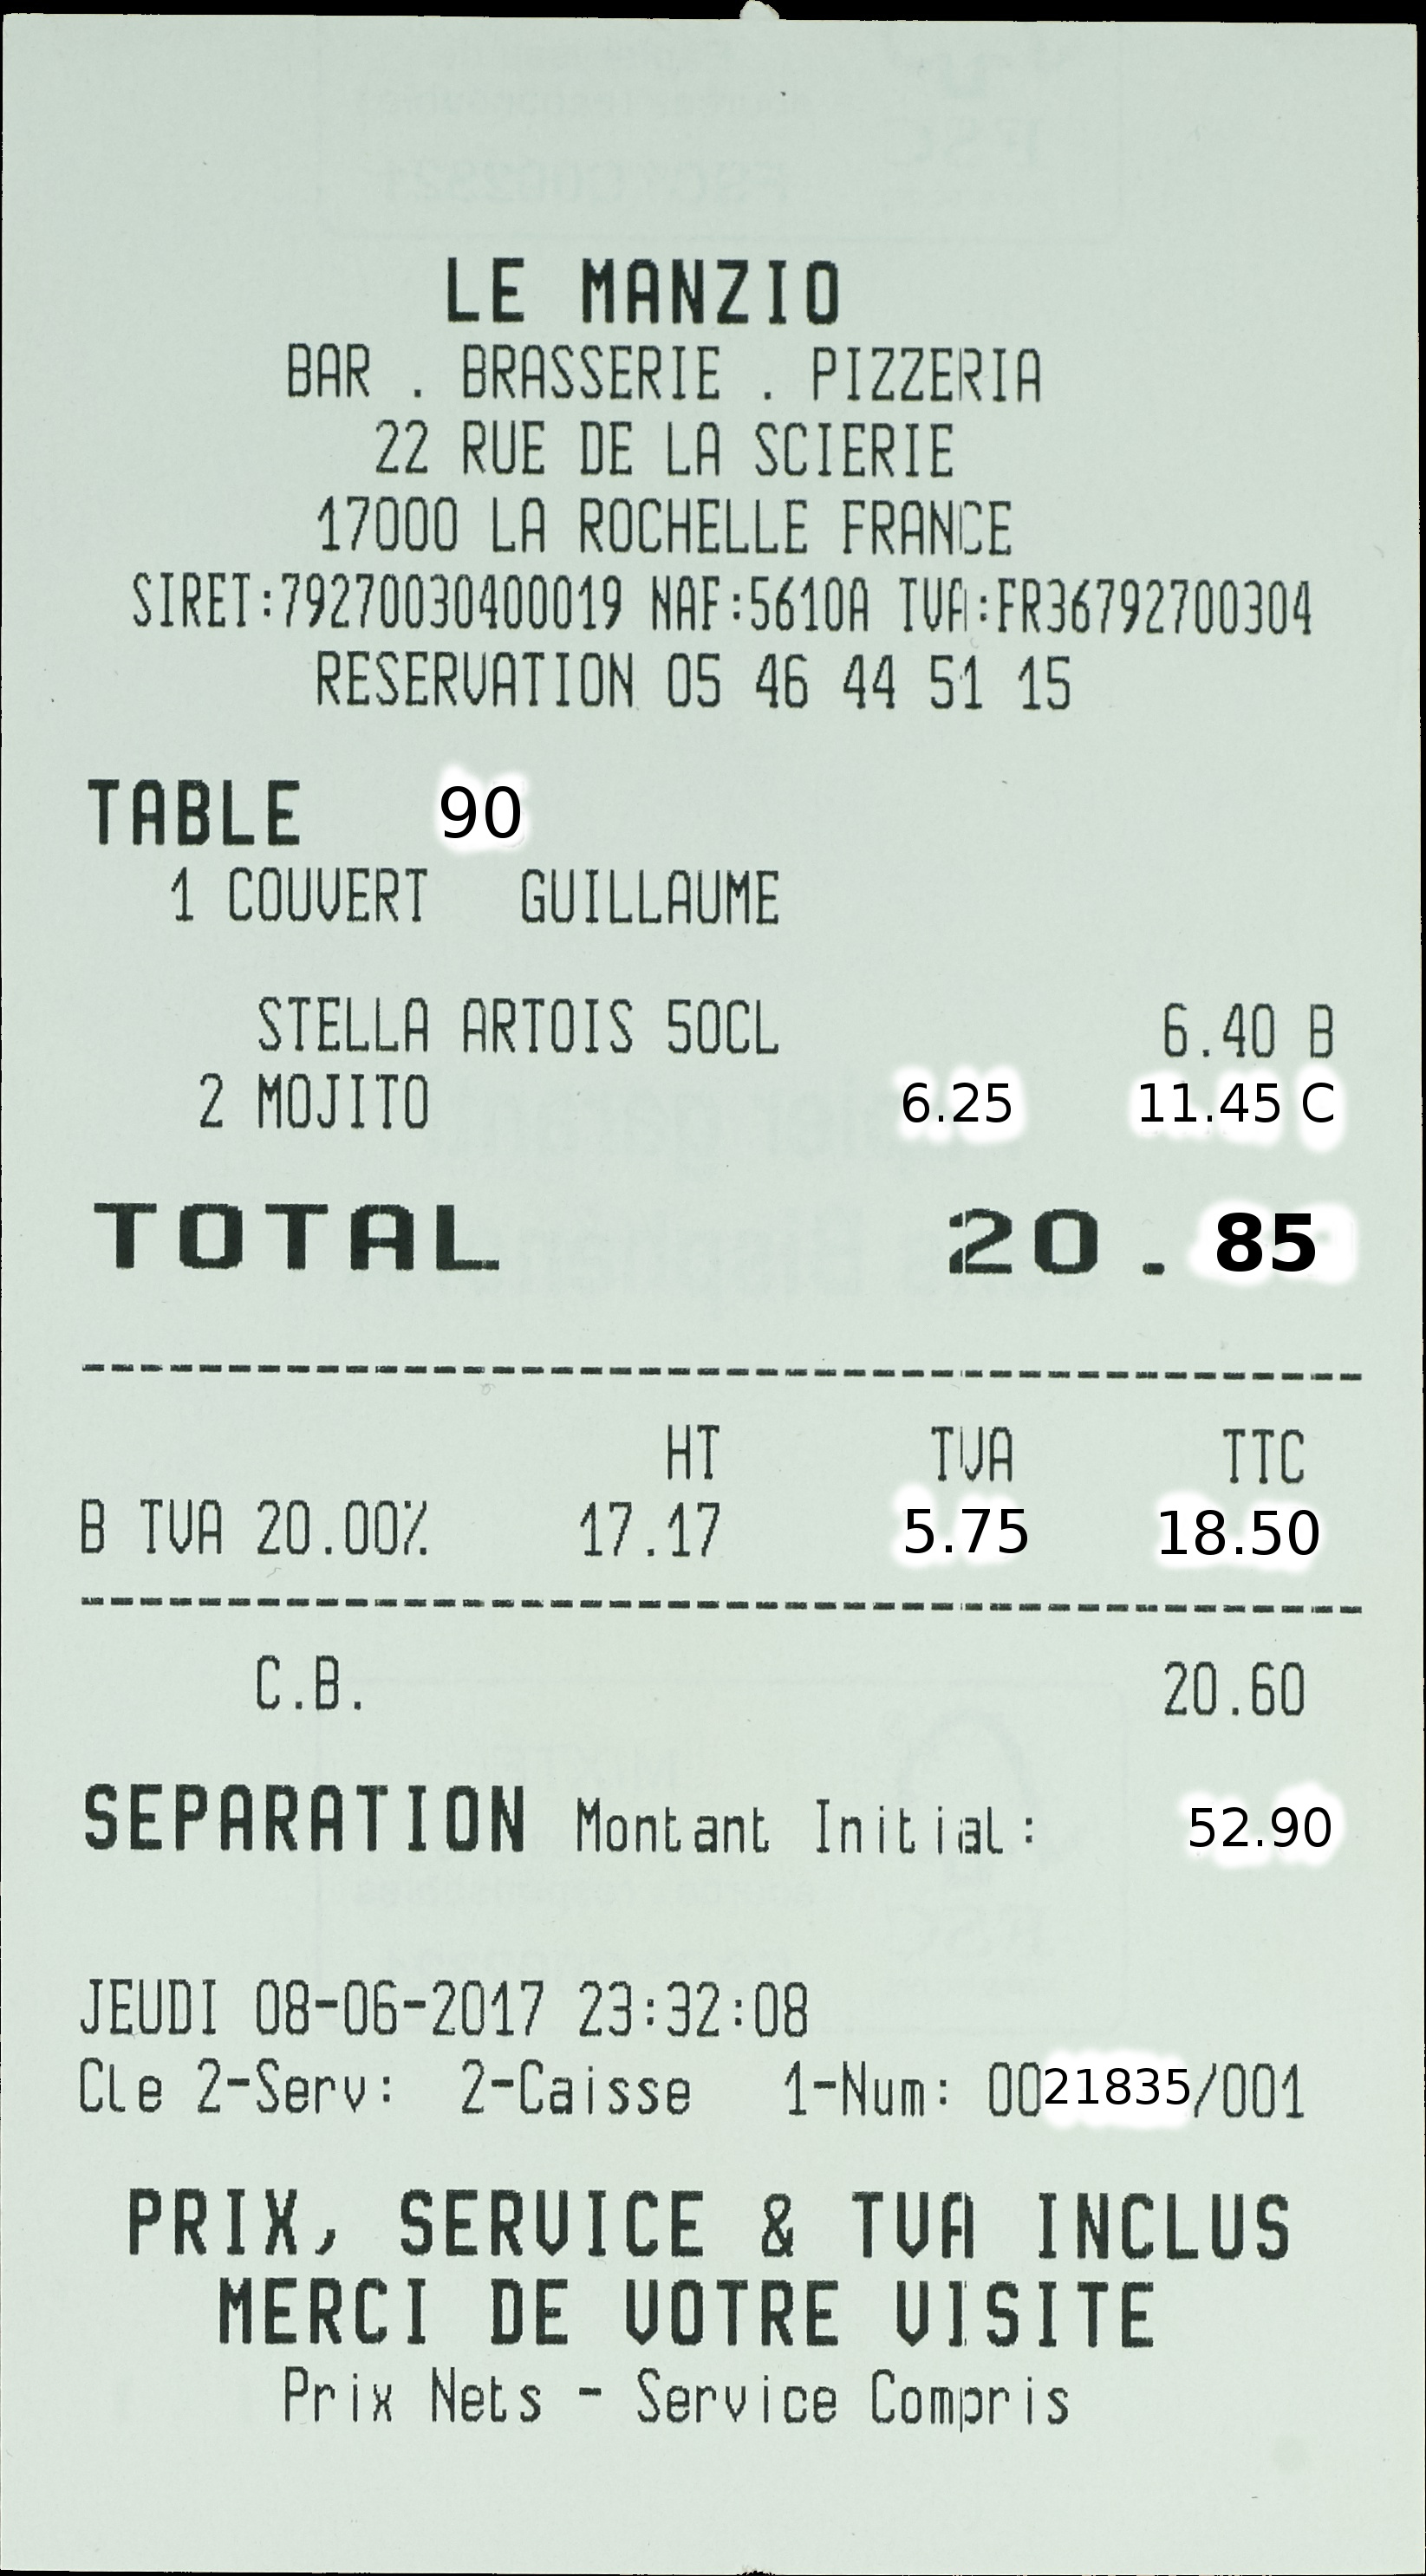 LE MANZIO
BAR . BRASSERIE . PIZZERIA
22 RUE DE LA SCIERIE
17000 LA ROCHELLE FRANCE
SIRET:79270030400019 NAF:5610A TVA:FR36792700304
RESERVATION 05 46 44 51 15
TABLE 90
1 COUVERT GUILLAUME
STELLA ARTOIS 50CL 6.40 B
2 MOJITO 6.25 11.45 C
TOTAL 20.85
HT TVA TTC
B TVA 20.00% 17.17 5.75 18.50
C.B. 20.60
SEPARATION Montant Initial: 52.90
JEUDI 08-06-2017 23:32:08
Cle 2-Serv: 2-Caisse 1-Num: 0021835/001
PRIX, SERVICE & TVA INCLUS
MERCI DE VOTRE VISITE
Prix Nets - Service Compris